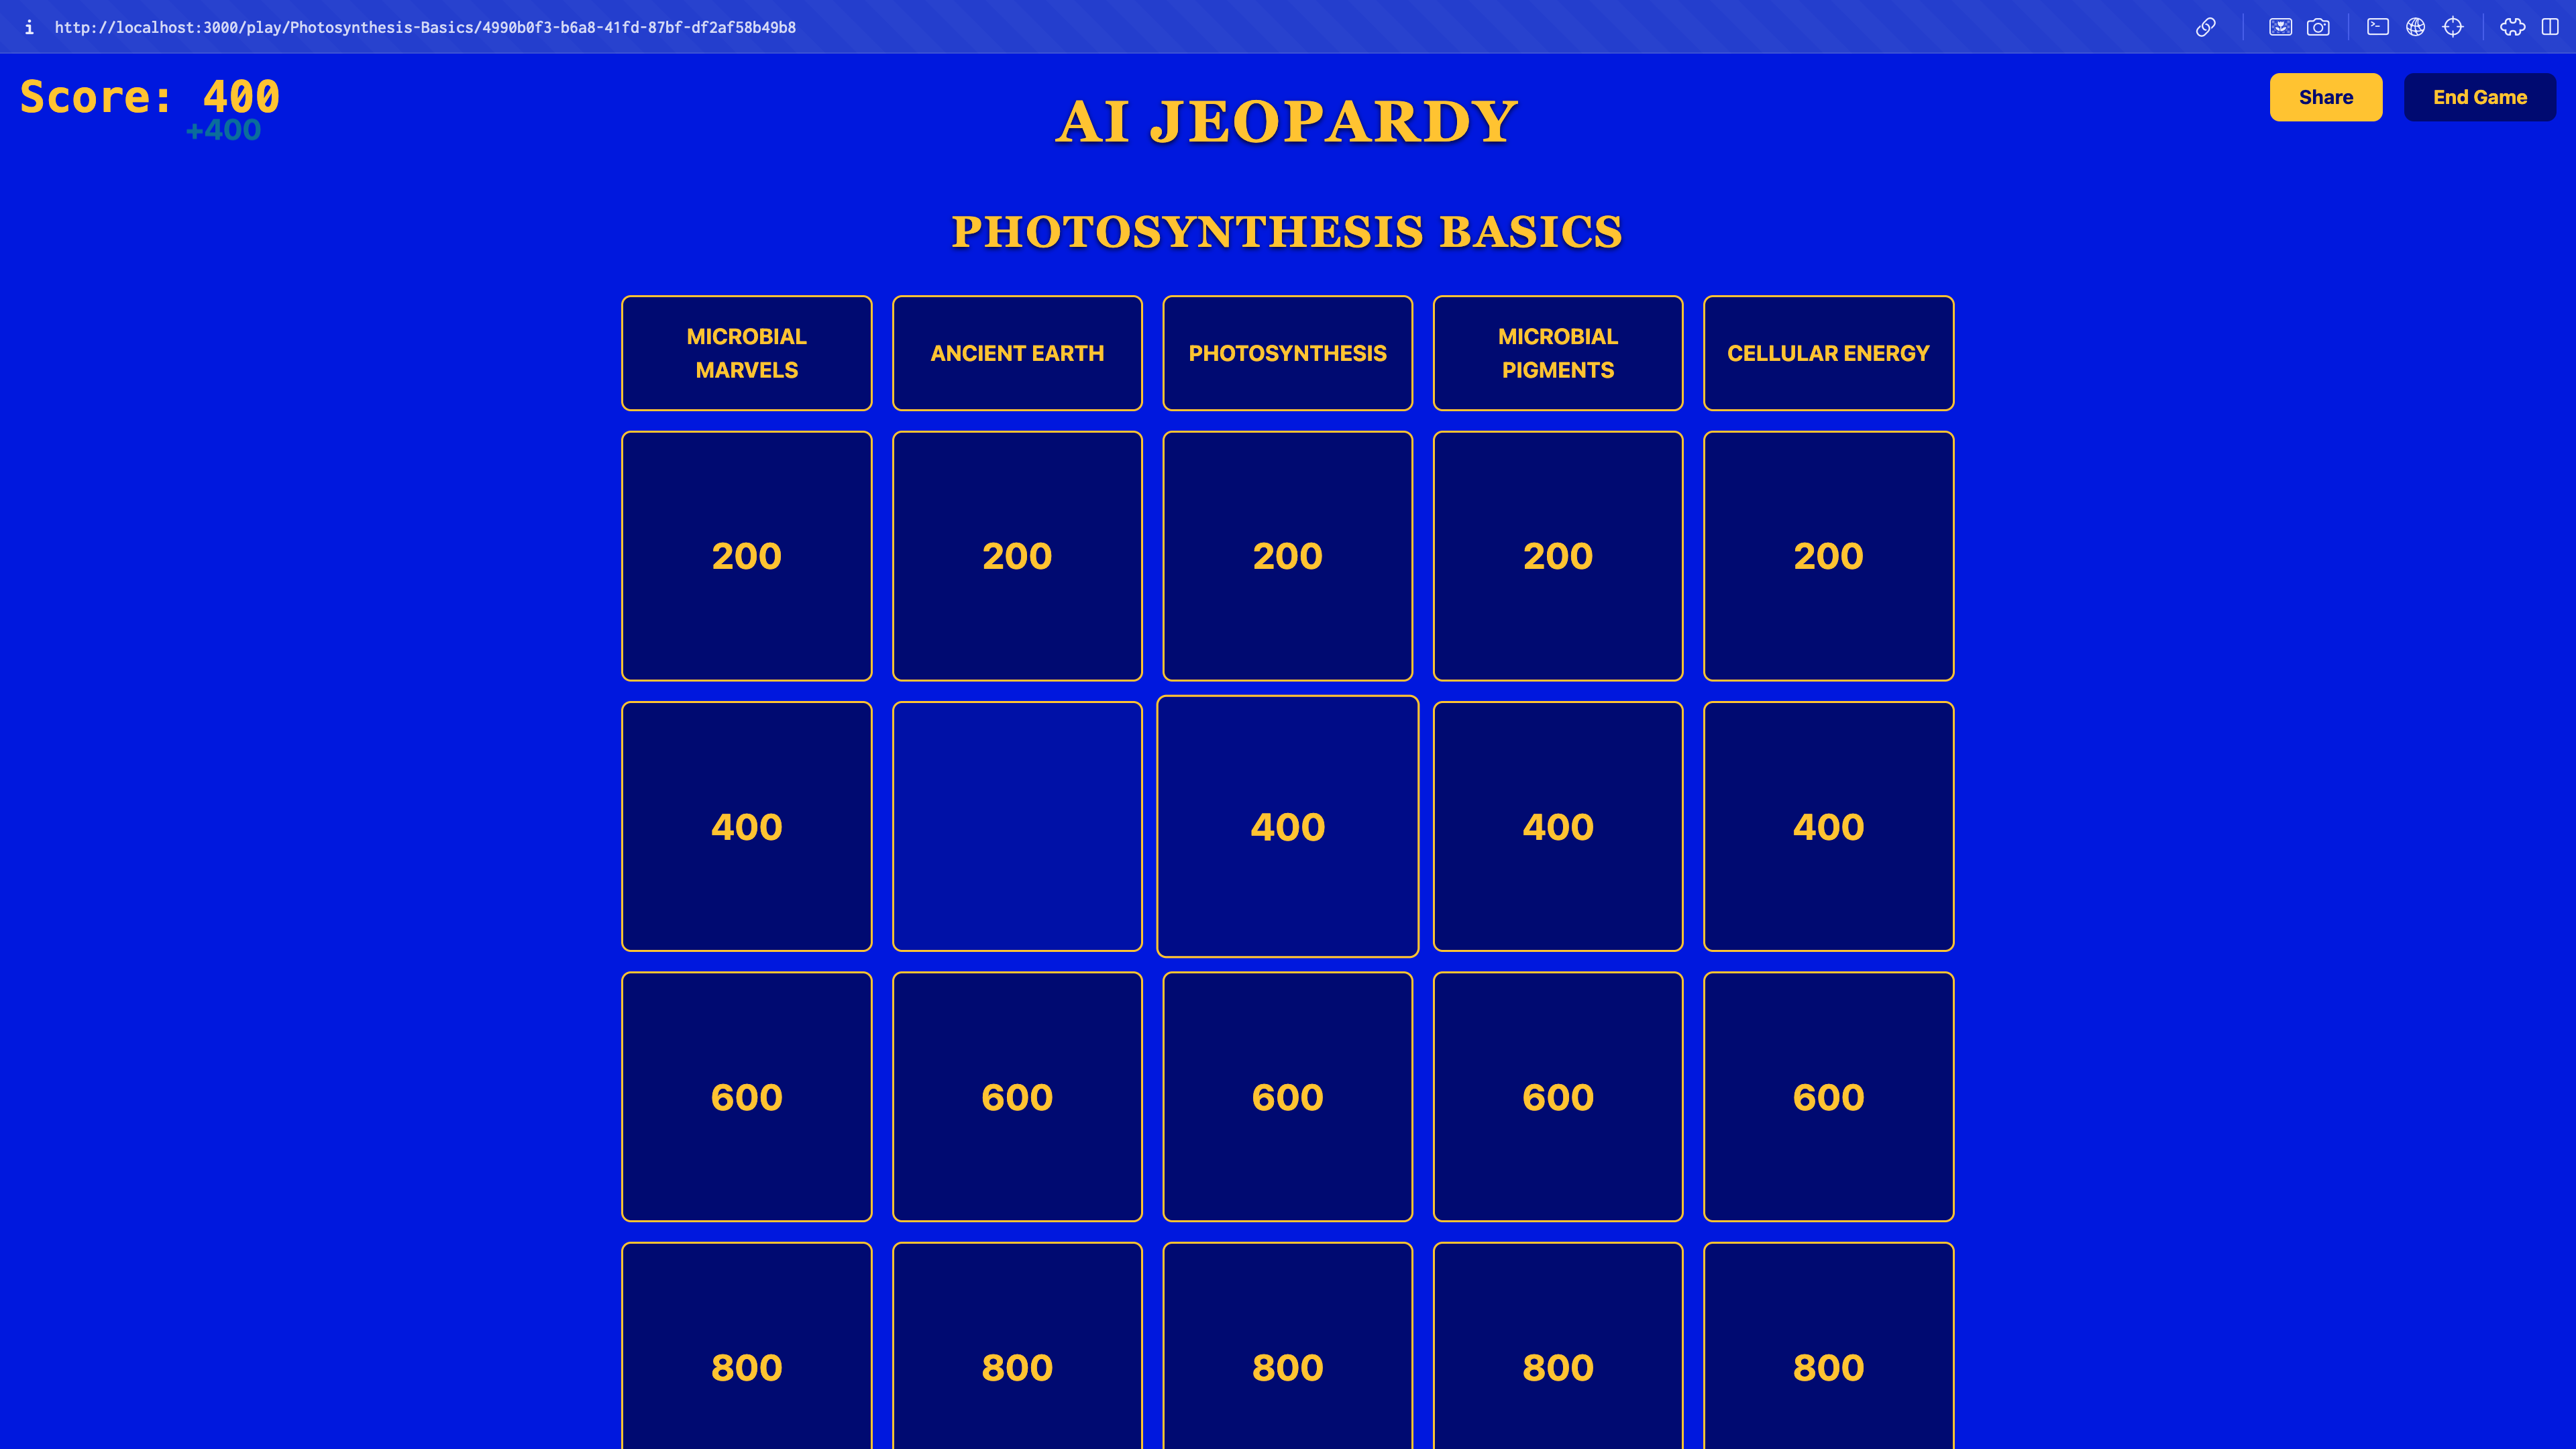 i http://localhost:3000/play/Photosynthesis-Basics/4990b0f3-b6a8-41fd-87bf-df2af58b49b8
Score: 400
+400
AI JEOPARDY
Share
End Game
PHOTOSYNTHESIS BASICS
MICROBIAL
MARVELS
ANCIENT EARTH
PHOTOSYNTHESIS
MICROBIAL
PIGMENTS
CELLULAR ENERGY
200 200 200 200 200
400 400 400 400
600 600 600 600 600
800 800 800 800 800